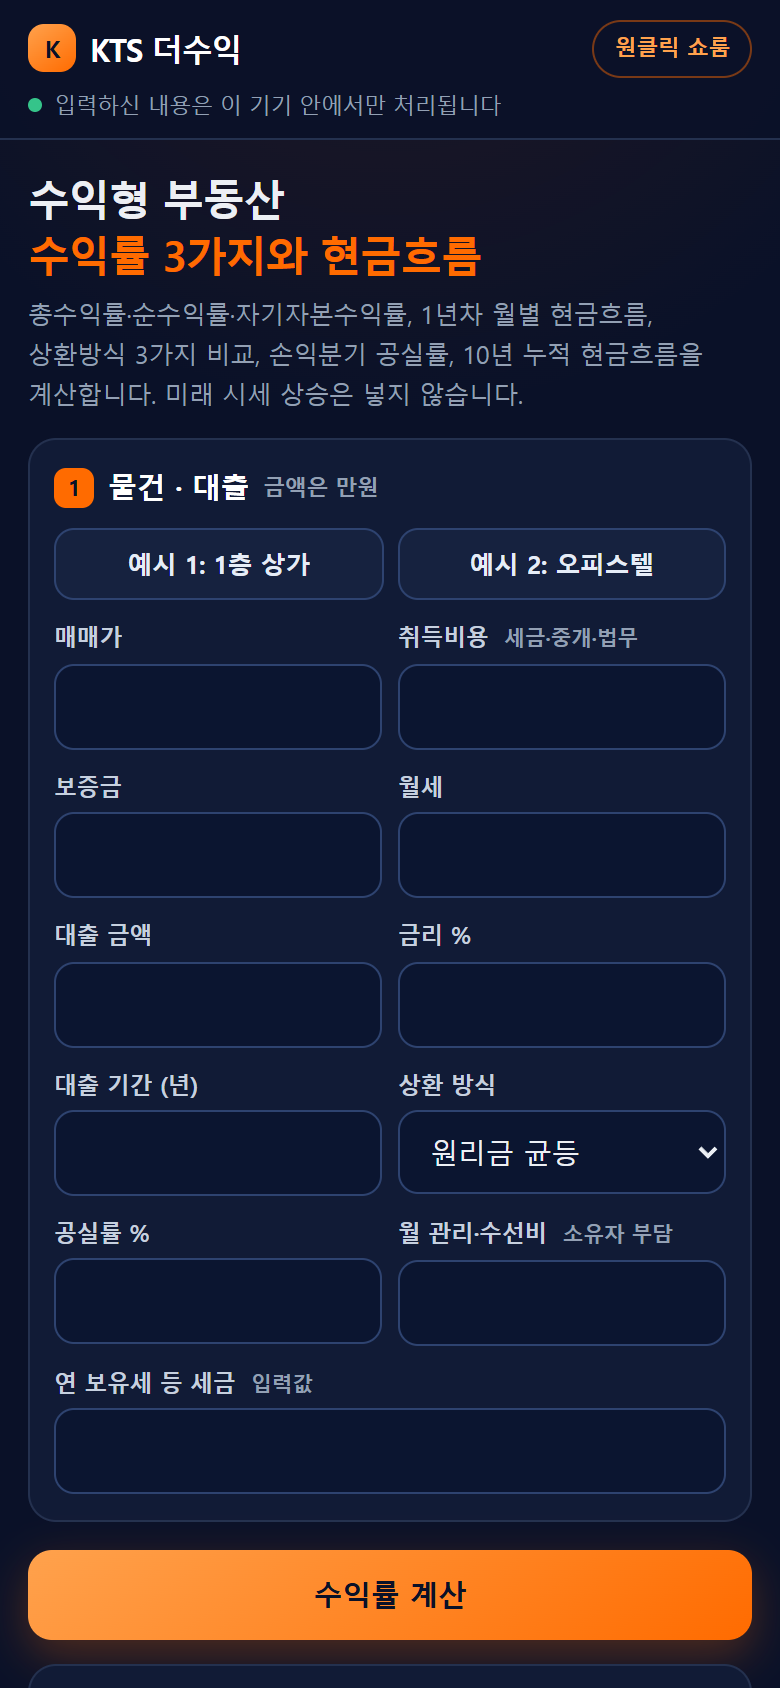 K KTS 더수익
원클릭 쇼룸
입력하신 내용은 이 기기 안에서만 처리됩니다
수익형 부동산
수익률 3가지와 현금흐름
총수익률·순수익률·자기자본수익률, 1년차 월별 현금흐름,
상환방식 3가지 비교, 손익분기 공실률, 10년 누적 현금흐름을
계산합니다. 미래 시세 상승은 넣지 않습니다.
1 물건 · 대출 금액은 만원
예시 1: 1층 상가
예시 2: 오피스텔
매매가
취득비용 세금·중개·법무
보증금
월세
대출 금액
금리 %
대출 기간 (년)
상환 방식
원리금 균등
공실률 %
월 관리·수선비 소유자 부담
연 보유세 등 세금 입력값
수익률 계산